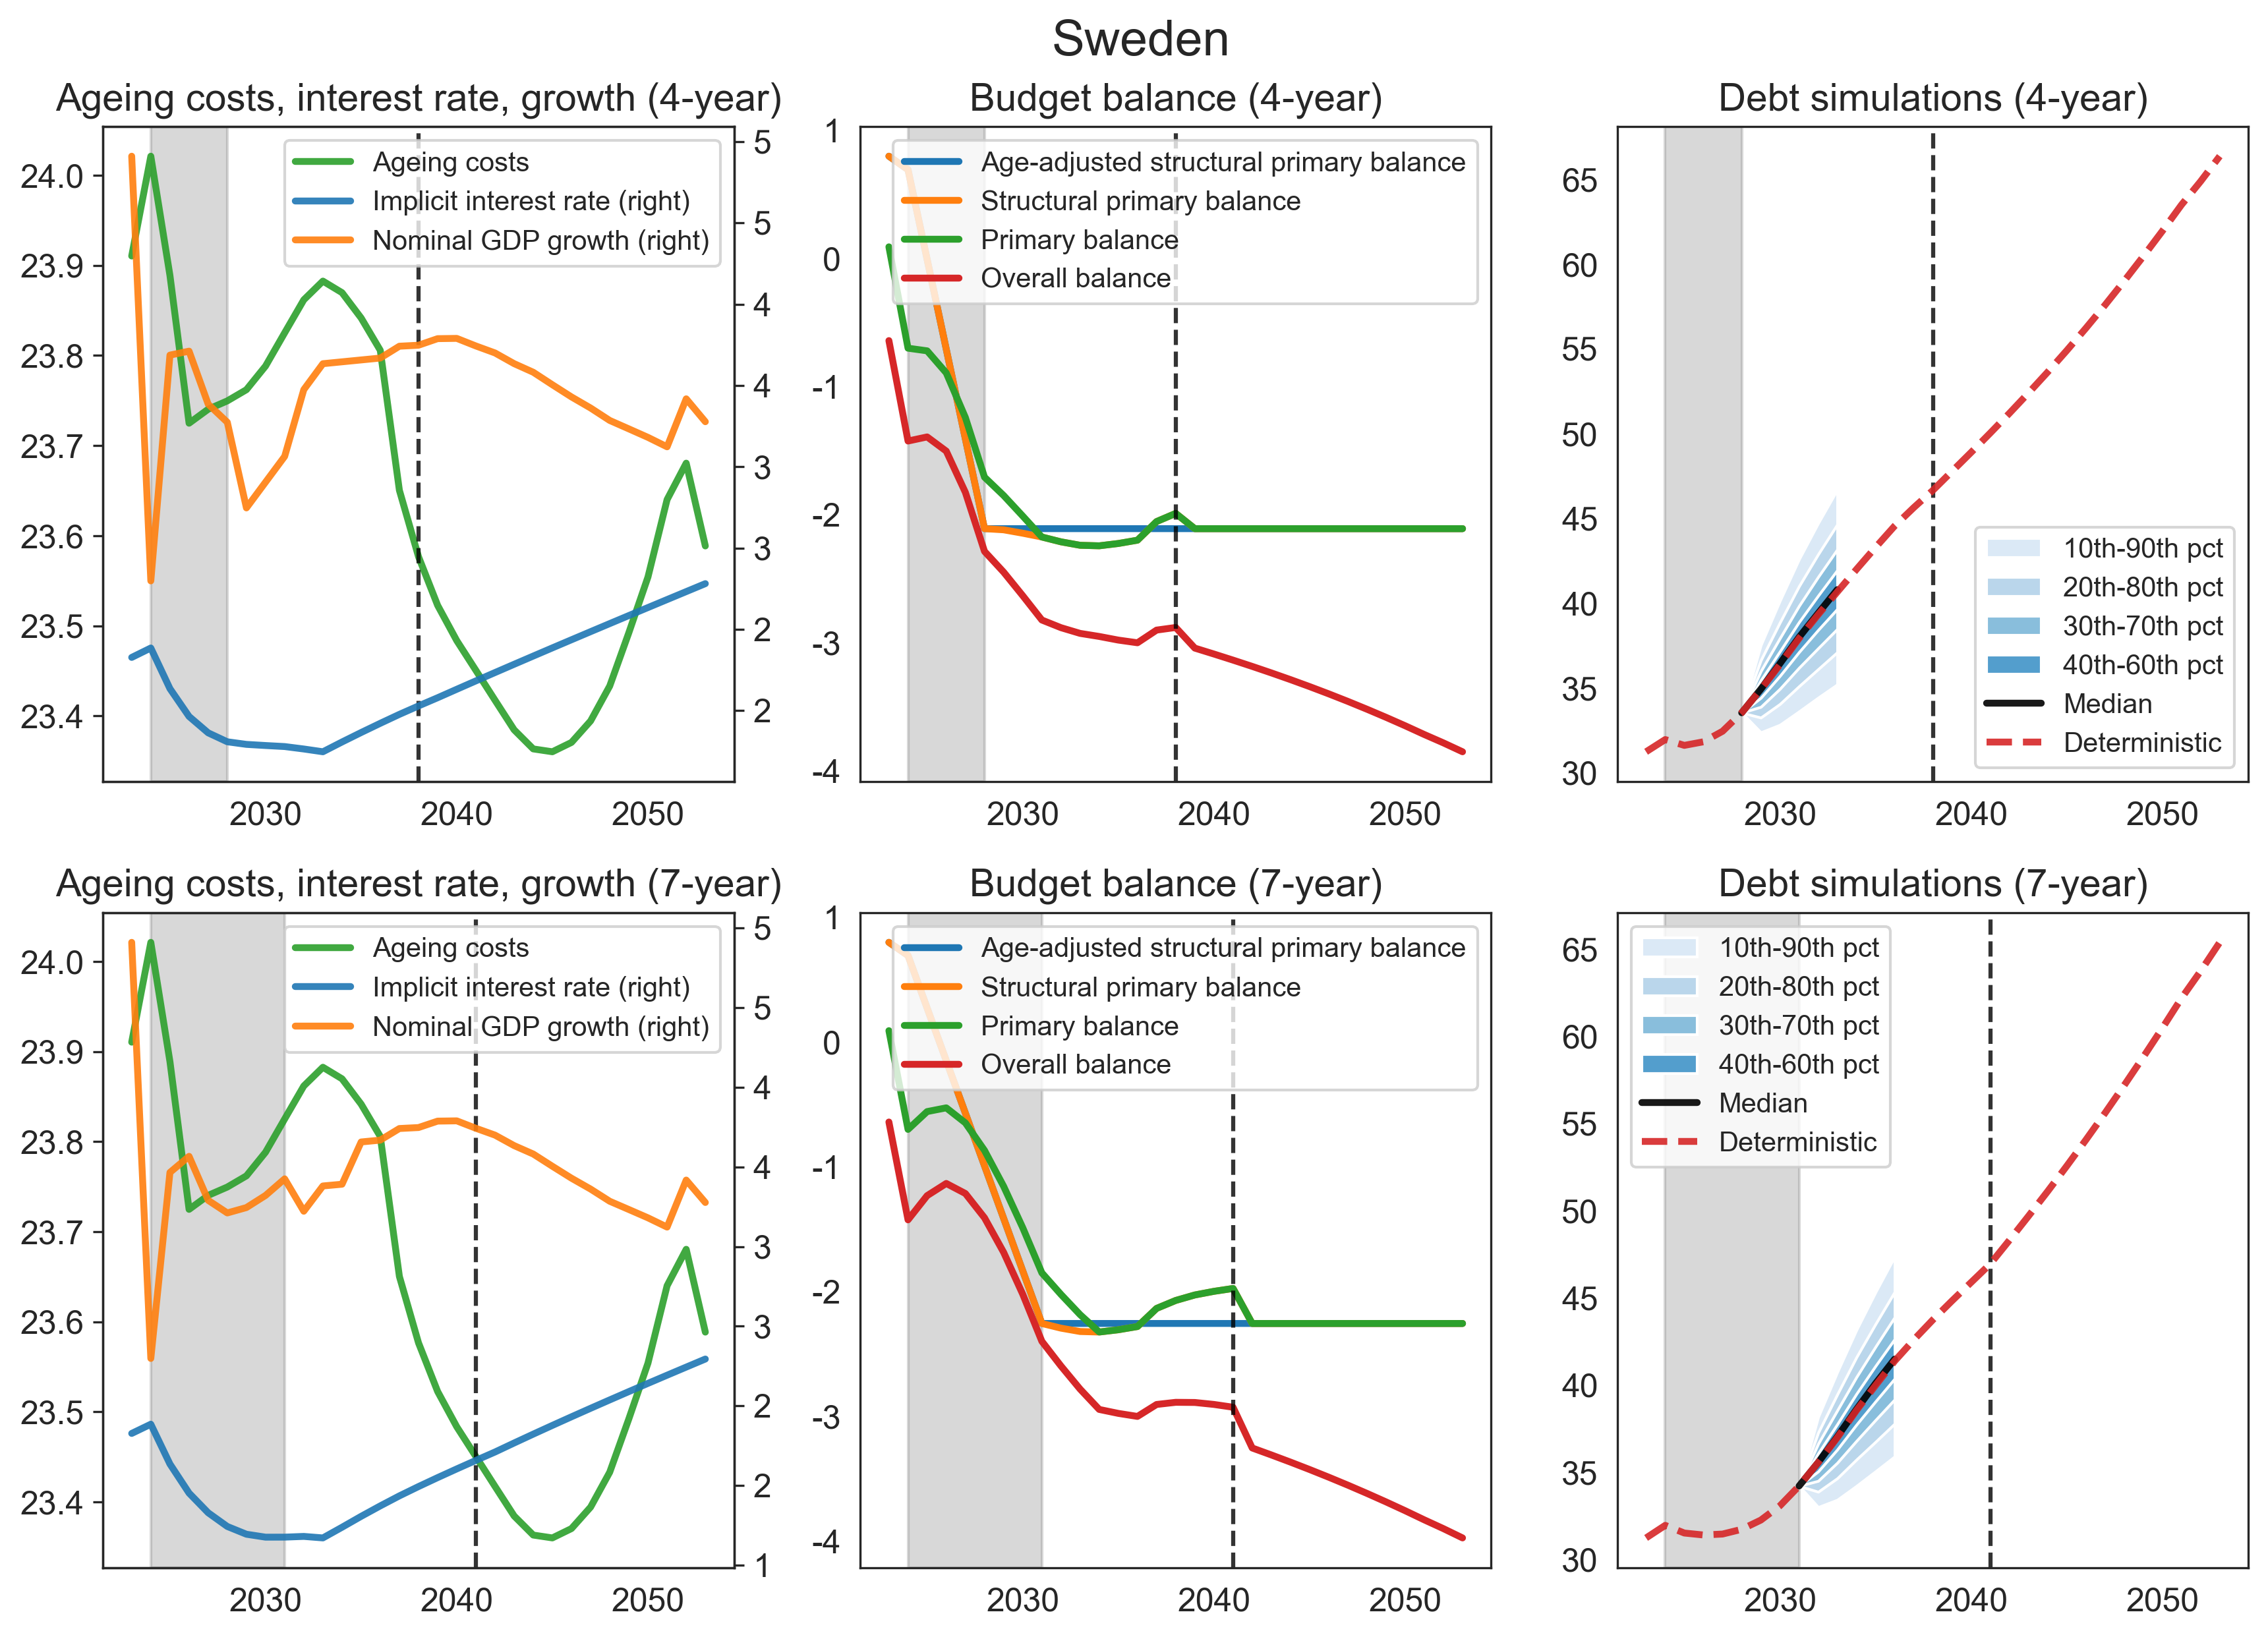 Sweden
Ageing costs, interest rate, growth (4-year)
24.0
23.9
23.8
23.7
23.6
23.5
23.4
5
5
4
4
3
3
2
2
2030
2040
2050
Ageing costs
Implicit interest rate (right)
Nominal GDP growth (right)
Budget balance (4-year)
1
0
-1
-2
-3
-4
2030
2040
2050
Age-adjusted structural primary balance
Structural primary balance
Primary balance
Overall balance
Debt simulations (4-year)
65
60
55
50
45
40
35
30
2030
2040
2050
10th-90th pct
20th-80th pct
30th-70th pct
40th-60th pct
Median
Deterministic
Ageing costs, interest rate, growth (7-year)
24.0
23.9
23.8
23.7
23.6
23.5
23.4
5
5
4
4
3
3
2
2
1
2030
2040
2050
Ageing costs
Implicit interest rate (right)
Nominal GDP growth (right)
Budget balance (7-year)
1
0
-1
-2
-3
-4
2030
2040
2050
Age-adjusted structural primary balance
Structural primary balance
Primary balance
Overall balance
Debt simulations (7-year)
65
60
55
50
45
40
35
30
2030
2040
2050
10th-90th pct
20th-80th pct
30th-70th pct
40th-60th pct
Median
Deterministic